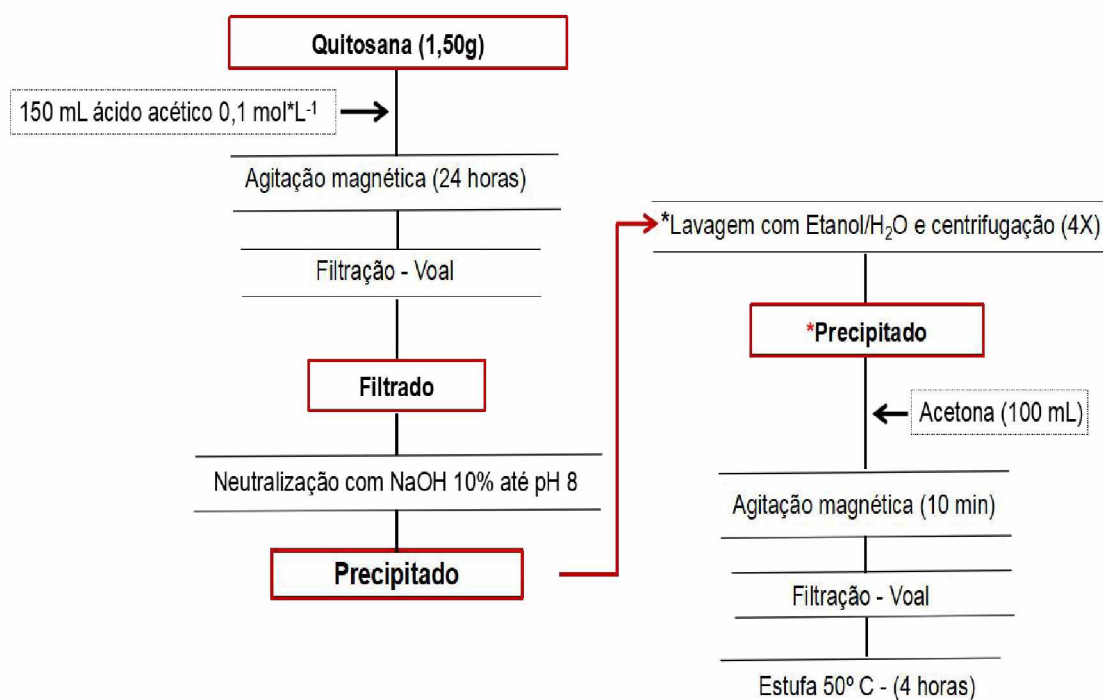 Quitosana (1,50g)
150 mL ácido acético 0,1 mol*L-1
Agitação magnética (24 horas)
Filtração - Voal
Filtrado
Neutralização com NaOH 10% até pH 8
Precipitado
*Lavagem com Etanol/H2O e centrifugação (4X)
*Precipitado
Acetona (100 mL)
Agitação magnética (10 min)
Filtração - Voal
Estufa 50º C - (4 horas)